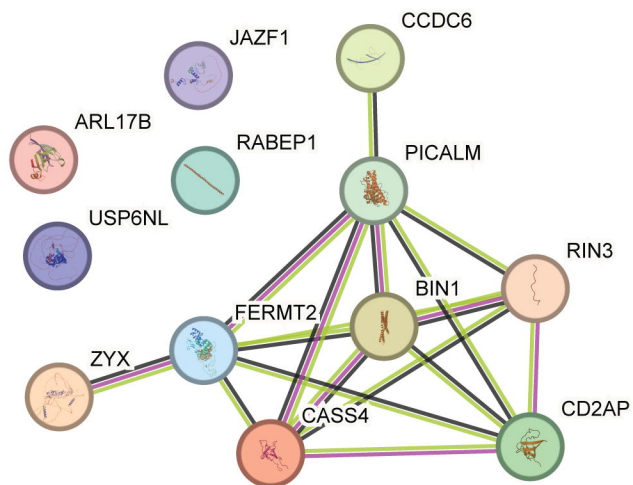 CCDC6
JAZF1
ARL17B
RABEP1
PICALM
USP6NL
RIN3
BIN1
FERMT2
ZYX
CASS4
CD2AP